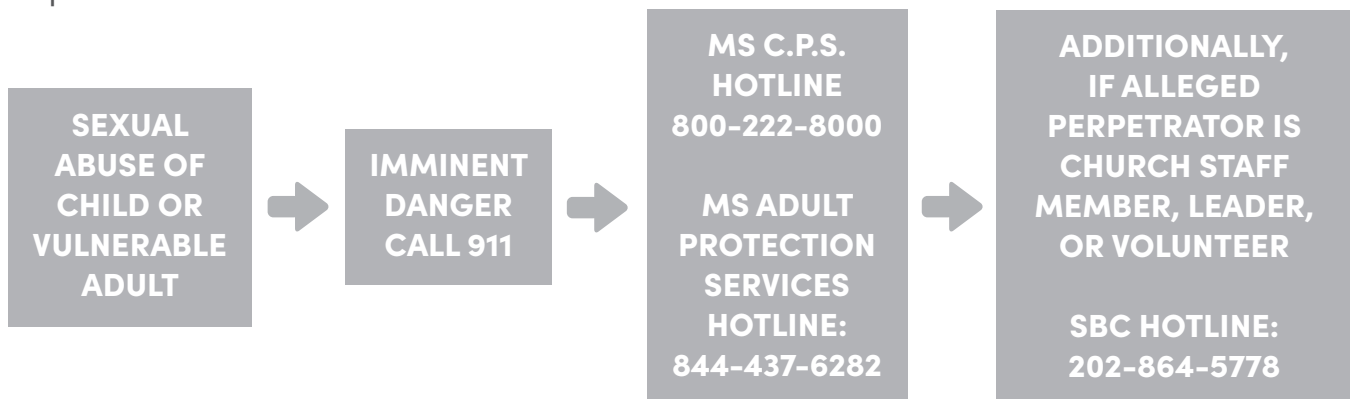 SEXUAL
ABUSE OF
CHILD OR
VULNERABLE
ADULT
IMMINENT
DANGER
CALL 911
MS C.P.S.
HOTLINE
800-222-8000
MS ADULT
PROTECTION
SERVICES
HOTLINE:
844-437-6282
ADDITIONALLY,
IF ALLEGED
PERPETRATOR IS
CHURCH STAFF
MEMBER, LEADER,
OR VOLUNTEER
SBC HOTLINE:
202-864-5778